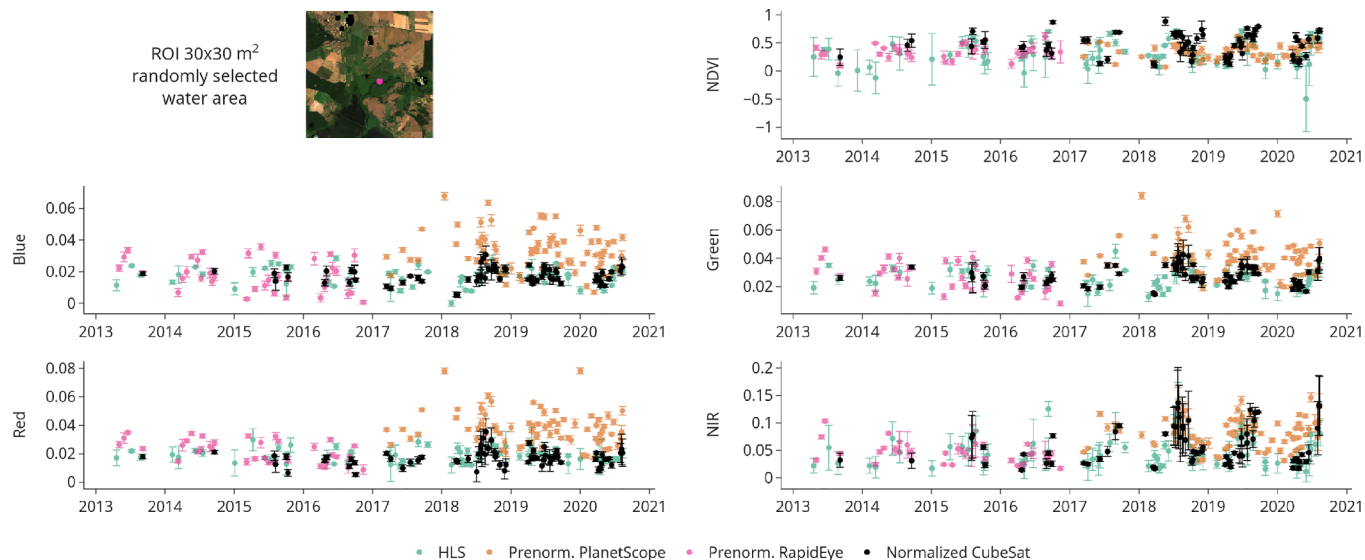 ROI 30x30 m²
randomly selected
water area
NDVI
1
0.5
0
−0.5
−1
2013 2014 2015 2016 2017 2018 2019 2020 2021
Blue
0.06
0.04
0.02
0
2013 2014 2015 2016 2017 2018 2019 2020 2021
Green
0.08
0.06
0.04
0.02
2013 2014 2015 2016 2017 2018 2019 2020 2021
Red
0.08
0.06
0.04
0.02
0
2013 2014 2015 2016 2017 2018 2019 2020 2021
NIR
0.2
0.15
0.1
0.05
0
2013 2014 2015 2016 2017 2018 2019 2020 2021
HLS Prenorm. PlanetScope Prenorm. RapidEye Normalized CubeSat